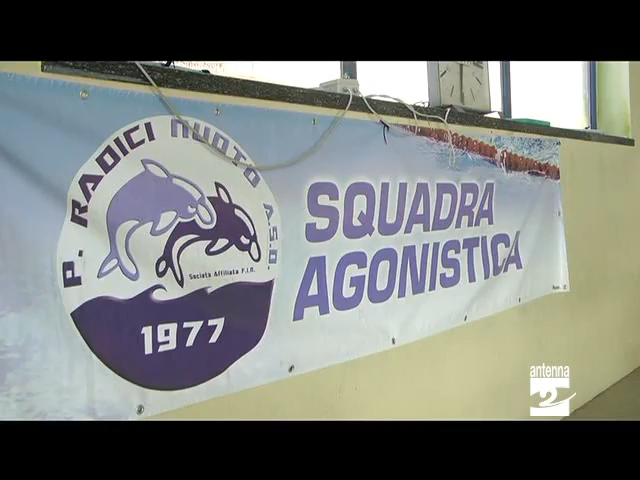 P. RADICI NUOTO A.S.D.
Società Affiliata F.I.N.
1977
SQUADRA
AGONISTICA
antenna
2